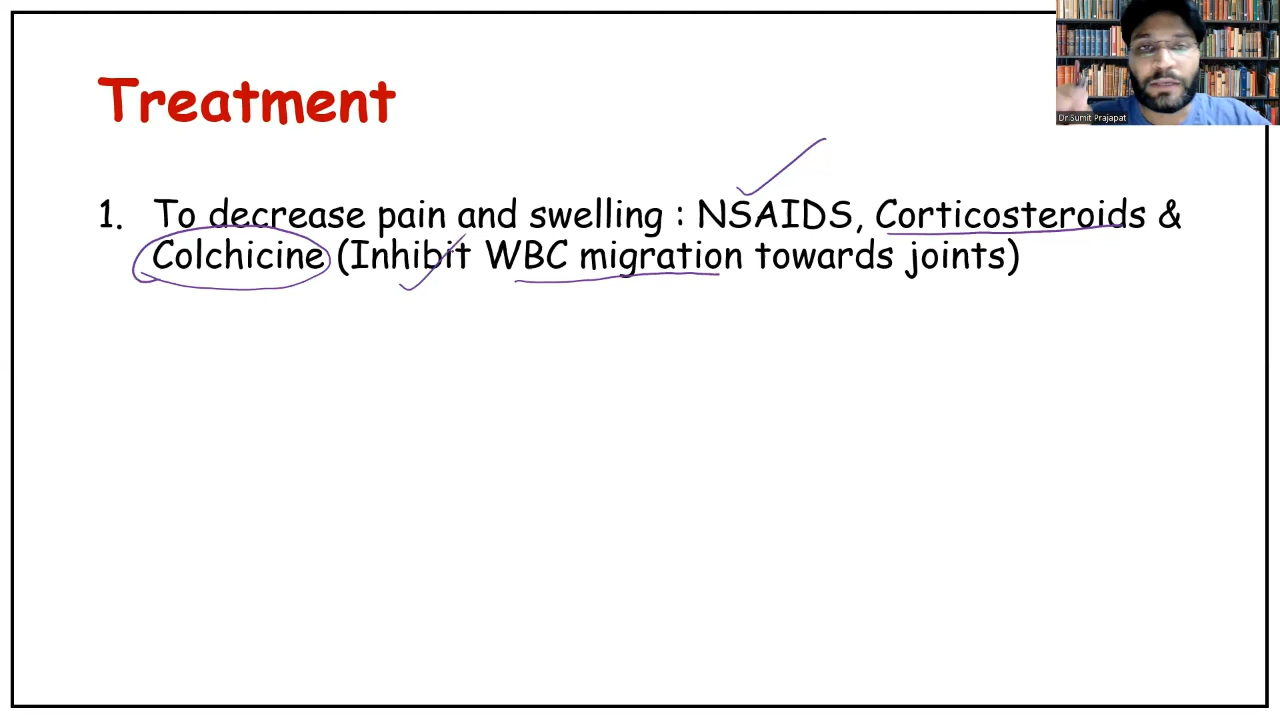 Dr Sumit Prajapat
Treatment
1. To decrease pain and swelling : NSAIDS, Corticosteroids &
Colchicine (Inhibit WBC migration towards joints)